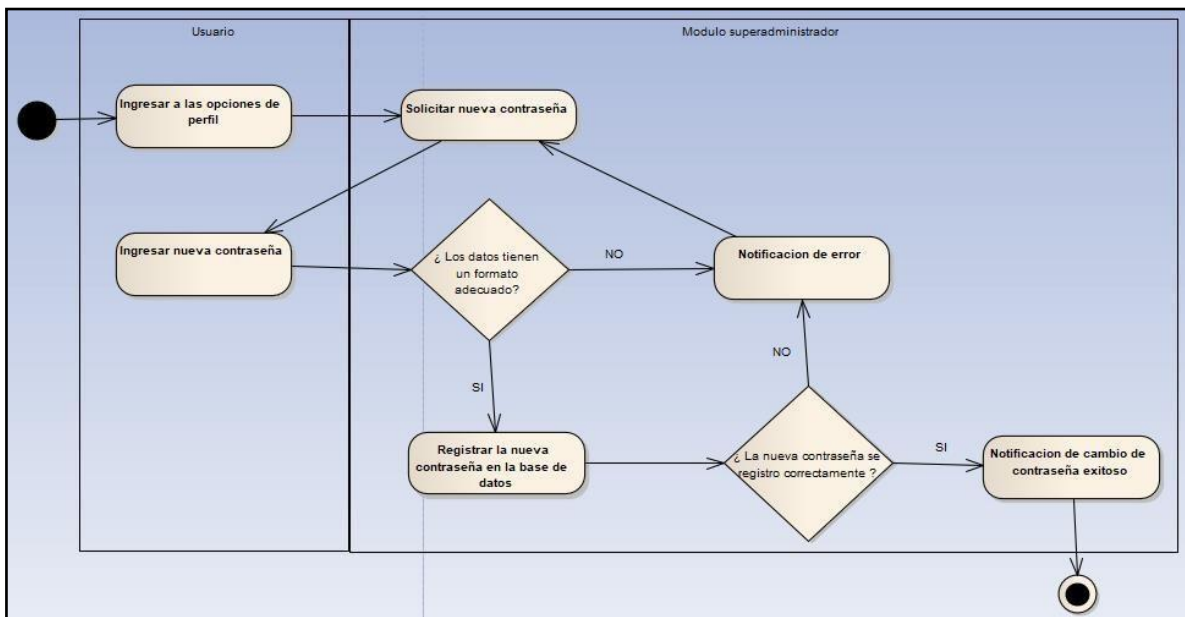 Usuario
Modulo superadministrador
Ingresar a las opciones de
perfil
Solicitar nueva contraseña
Ingresar nueva contraseña
¿ Los datos tienen
un formato
adecuado?
NO
Notificacion de error
NO
SI
Registrar la nueva
contraseña en la base de
datos
¿ La nueva contraseña se
registro correctamente ?
SI
Notificacion de cambio de
contraseña exitoso